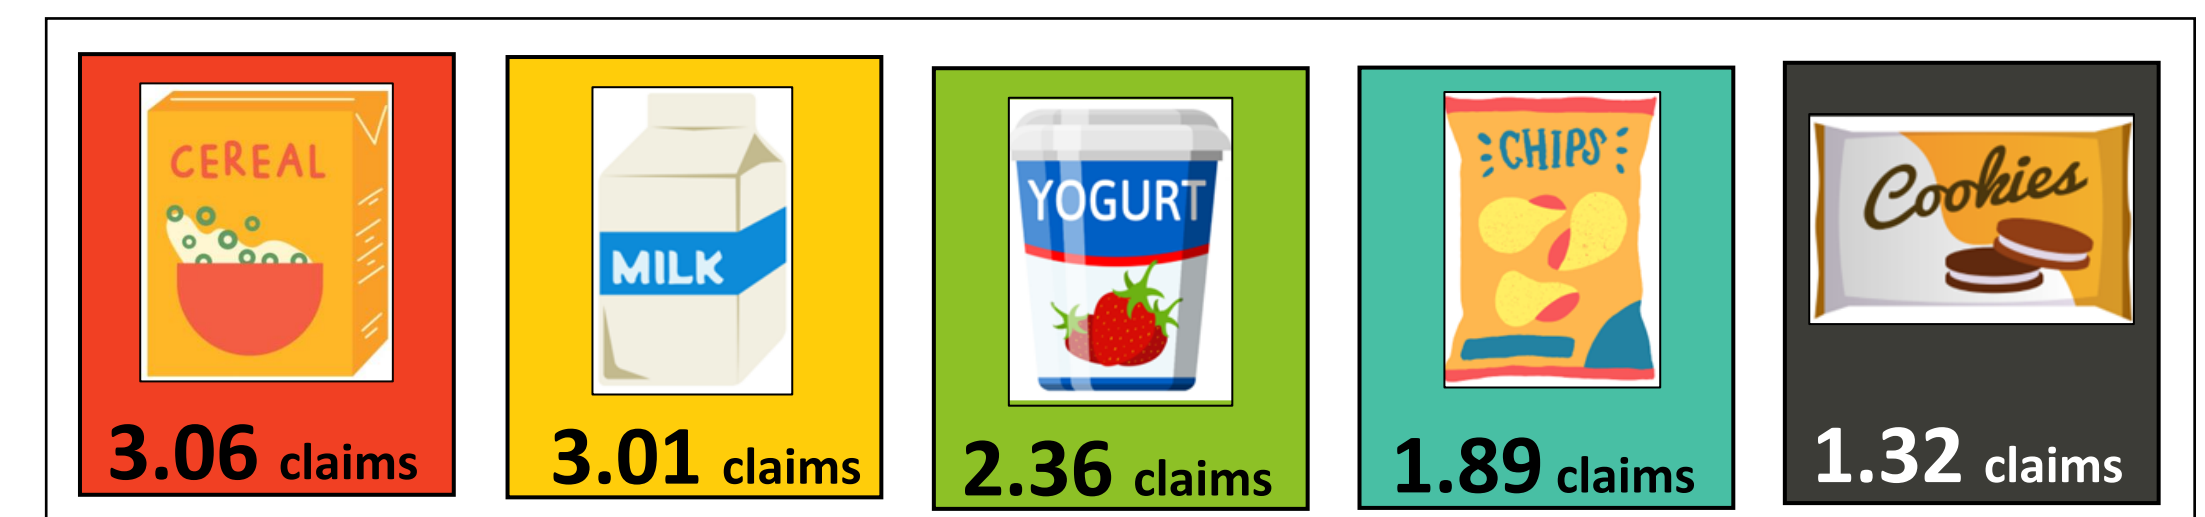 CEREAL
3.06 claims
MILK
3.01 claims
YOGURT
2.36 claims
CHIPS
1.89 claims
Cookies
1.32 claims